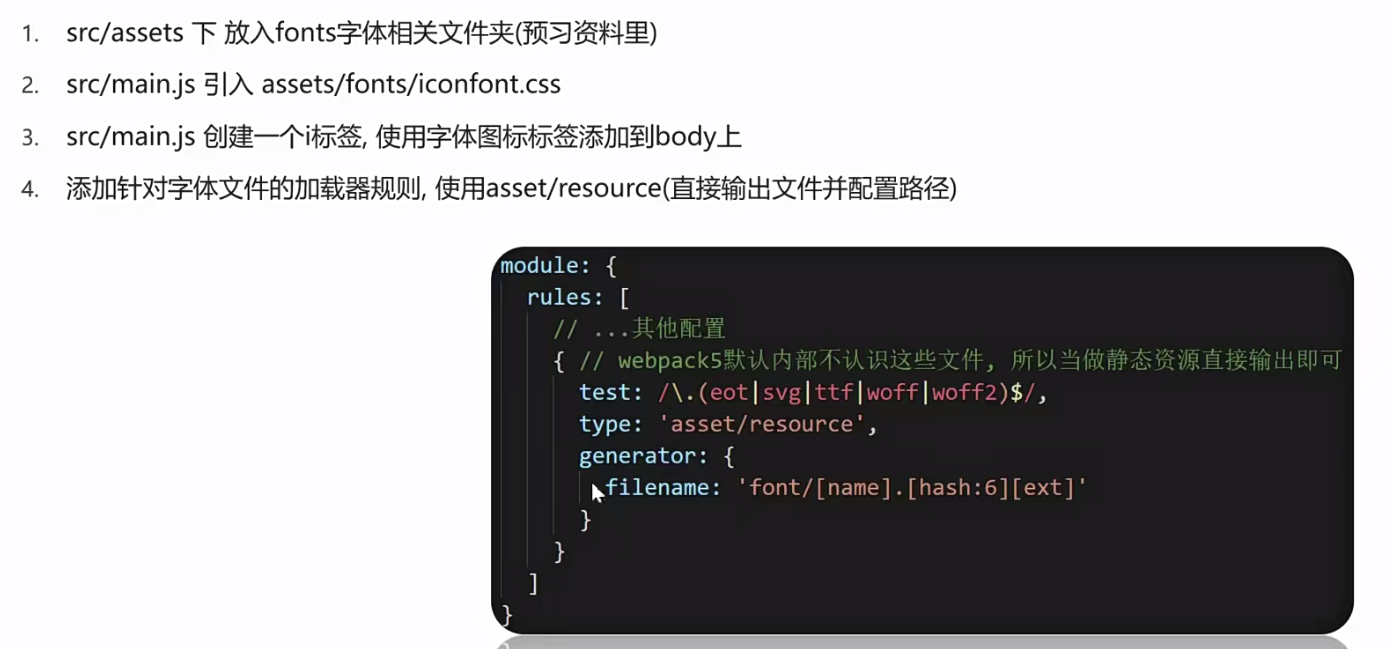 1. src/assets 下 放入fonts字体相关文件夹(预习资料里)
2. src/main.js 引入 assets/fonts/iconfont.css
3. src/main.js 创建一个i标签, 使用字体图标标签添加到body上
4. 添加针对字体文件的加载器规则, 使用asset/resource(直接输出文件并配置路径)
module: {
  rules: [
    // ...其他配置
    { // webpack5默认内部不认识这些文件, 所以当做静态资源直接输出即可
      test: /\.(eot|svg|ttf|woff|woff2)$/,
      type: 'asset/resource',
      generator: {
        filename: 'font/[name].[hash:6][ext]'
      }
    }
  ]
}